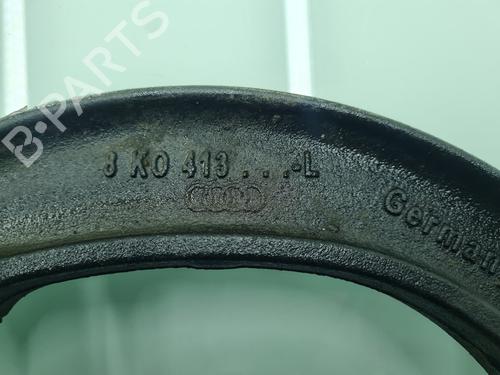 B-PARTS
8 K0 413 . . . -L
German